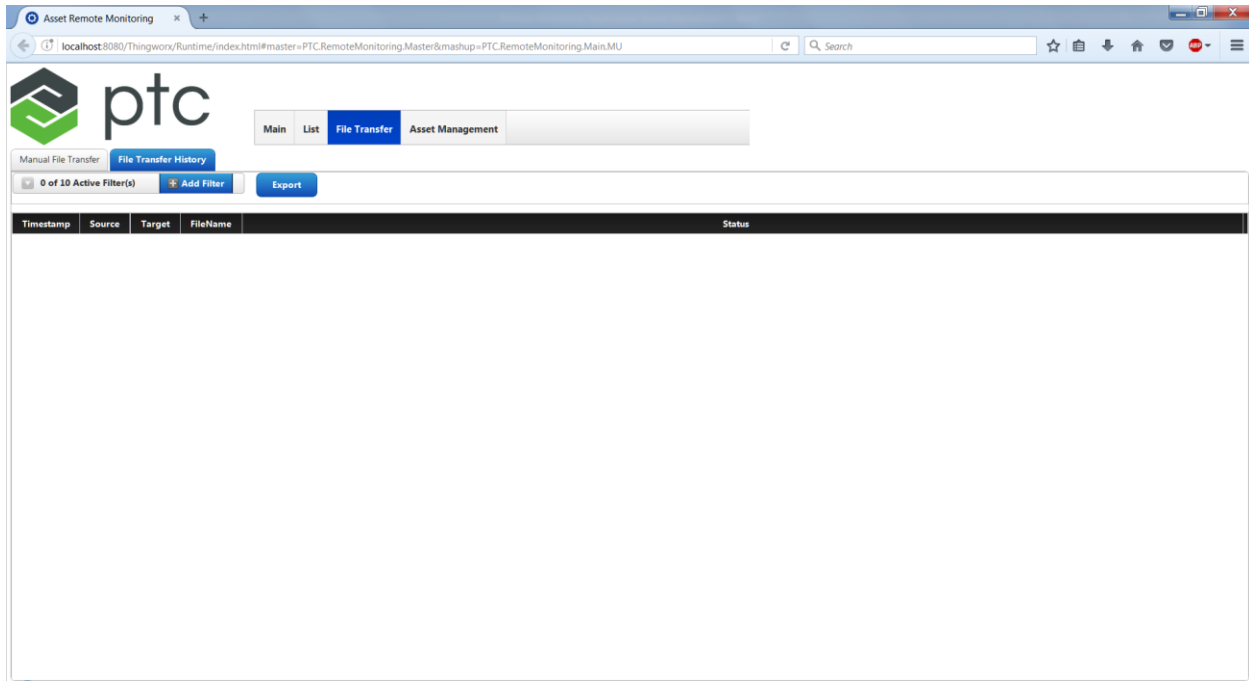 Asset Remote Monitoring
localhost:8080/Thingworx/Runtime/index.html#master=PTC.RemoteMonitoring.Master&mashup=PTC.RemoteMonitoring.Main.MU Search
ABP
ptc
Main List File Transfer Asset Management
Manual File Transfer File Transfer History
0 of 10 Active Filter(s) Add Filter Export
Timestamp Source Target FileName Status